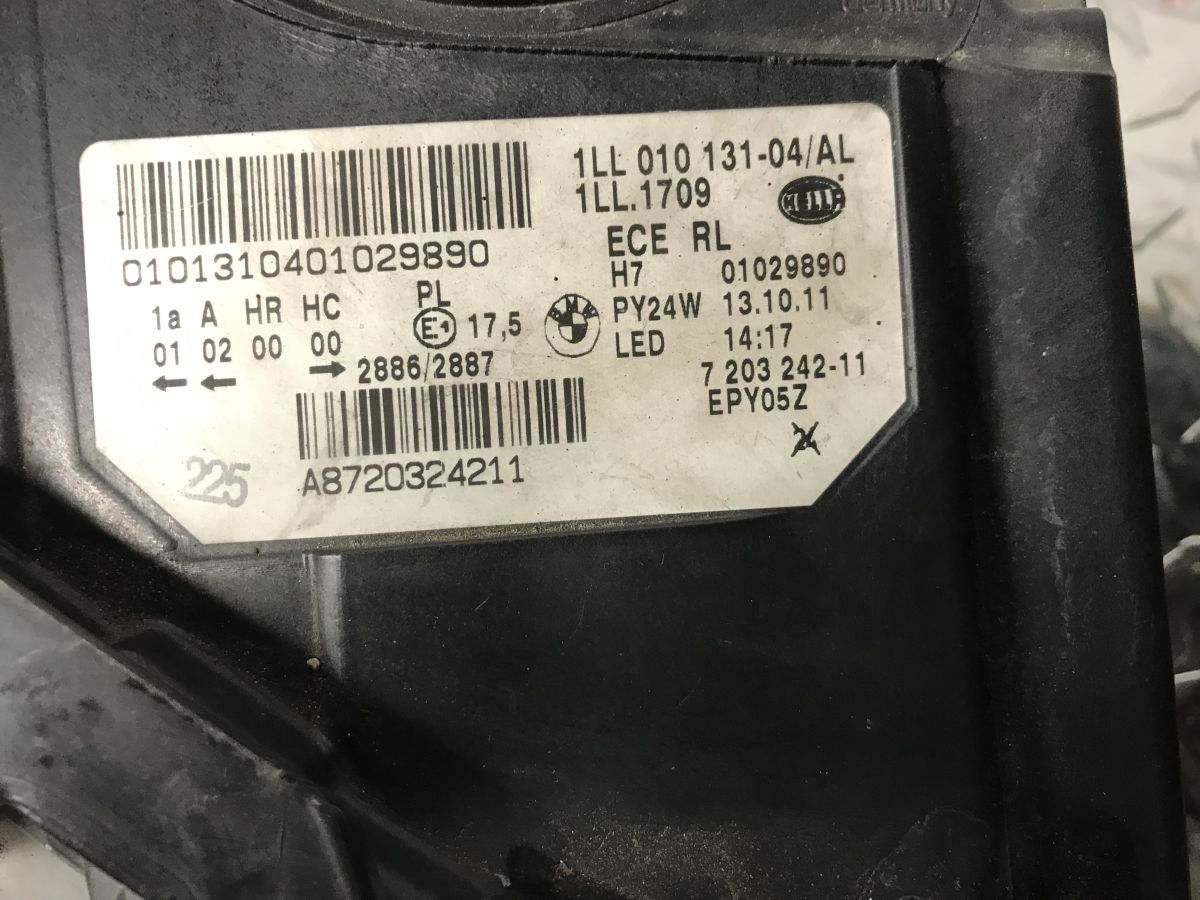 Germany
1LL 010 131-04/AL
1LL.1709
HELLA
0101310401029890
ECE RL
H7 01029890
1a A HR HC PL
PY24W 13.10.11
01 02 00 00 E1 17,5 BMW
LED 14:17
← ← → 2886/2887
7 203 242-11
EPY05Z
A8720324211
225